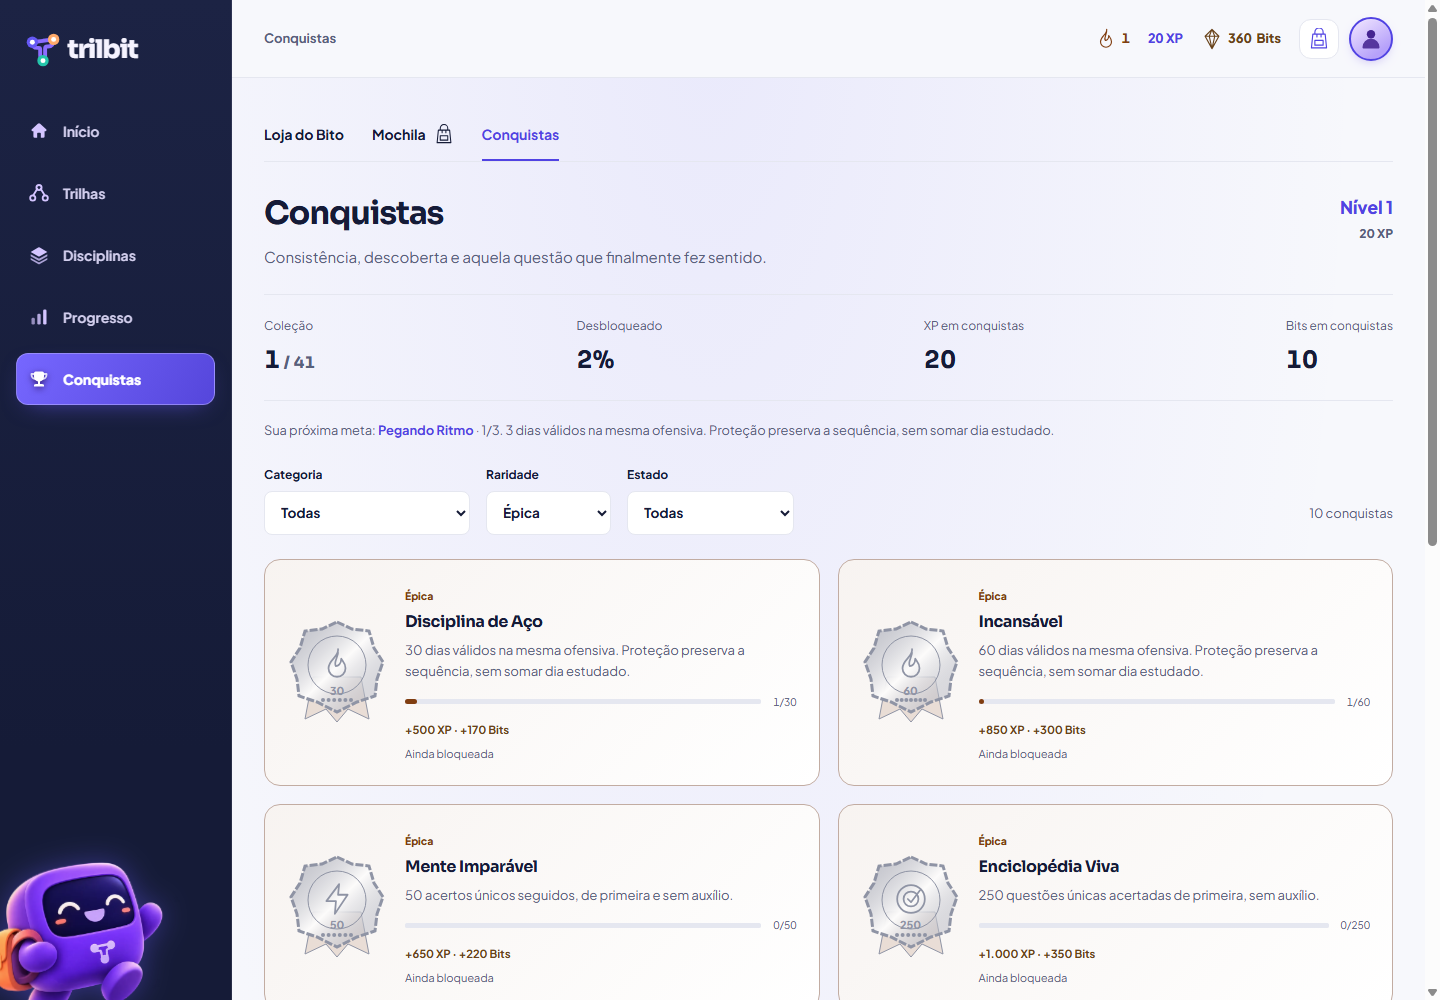 trilbit
Início
Trilhas
Disciplinas
Progresso
Conquistas
Conquistas
1 20 XP 360 Bits
Loja do Bito Mochila Conquistas
Conquistas
Nível 1
20 XP
Consistência, descoberta e aquela questão que finalmente fez sentido.
Coleção Desbloqueado XP em conquistas Bits em conquistas
1 / 41 2% 20 10
Sua próxima meta: Pegando Ritmo · 1/3. 3 dias válidos na mesma ofensiva. Proteção preserva a sequência, sem somar dia estudado.
Categoria Raridade Estado
Todas Épica Todas 10 conquistas
Épica
Disciplina de Aço
30 dias válidos na mesma ofensiva. Proteção preserva a
sequência, sem somar dia estudado.
30
1/30
+500 XP · +170 Bits
Ainda bloqueada
Épica
Incansável
60 dias válidos na mesma ofensiva. Proteção preserva a
sequência, sem somar dia estudado.
60
1/60
+850 XP · +300 Bits
Ainda bloqueada
Épica
Mente Imparável
50 acertos únicos seguidos, de primeira e sem auxílio.
50
0/50
+650 XP · +220 Bits
Ainda bloqueada
Épica
Enciclopédia Viva
250 questões únicas acertadas de primeira, sem auxílio.
250
0/250
+1.000 XP · +350 Bits
Ainda bloqueada